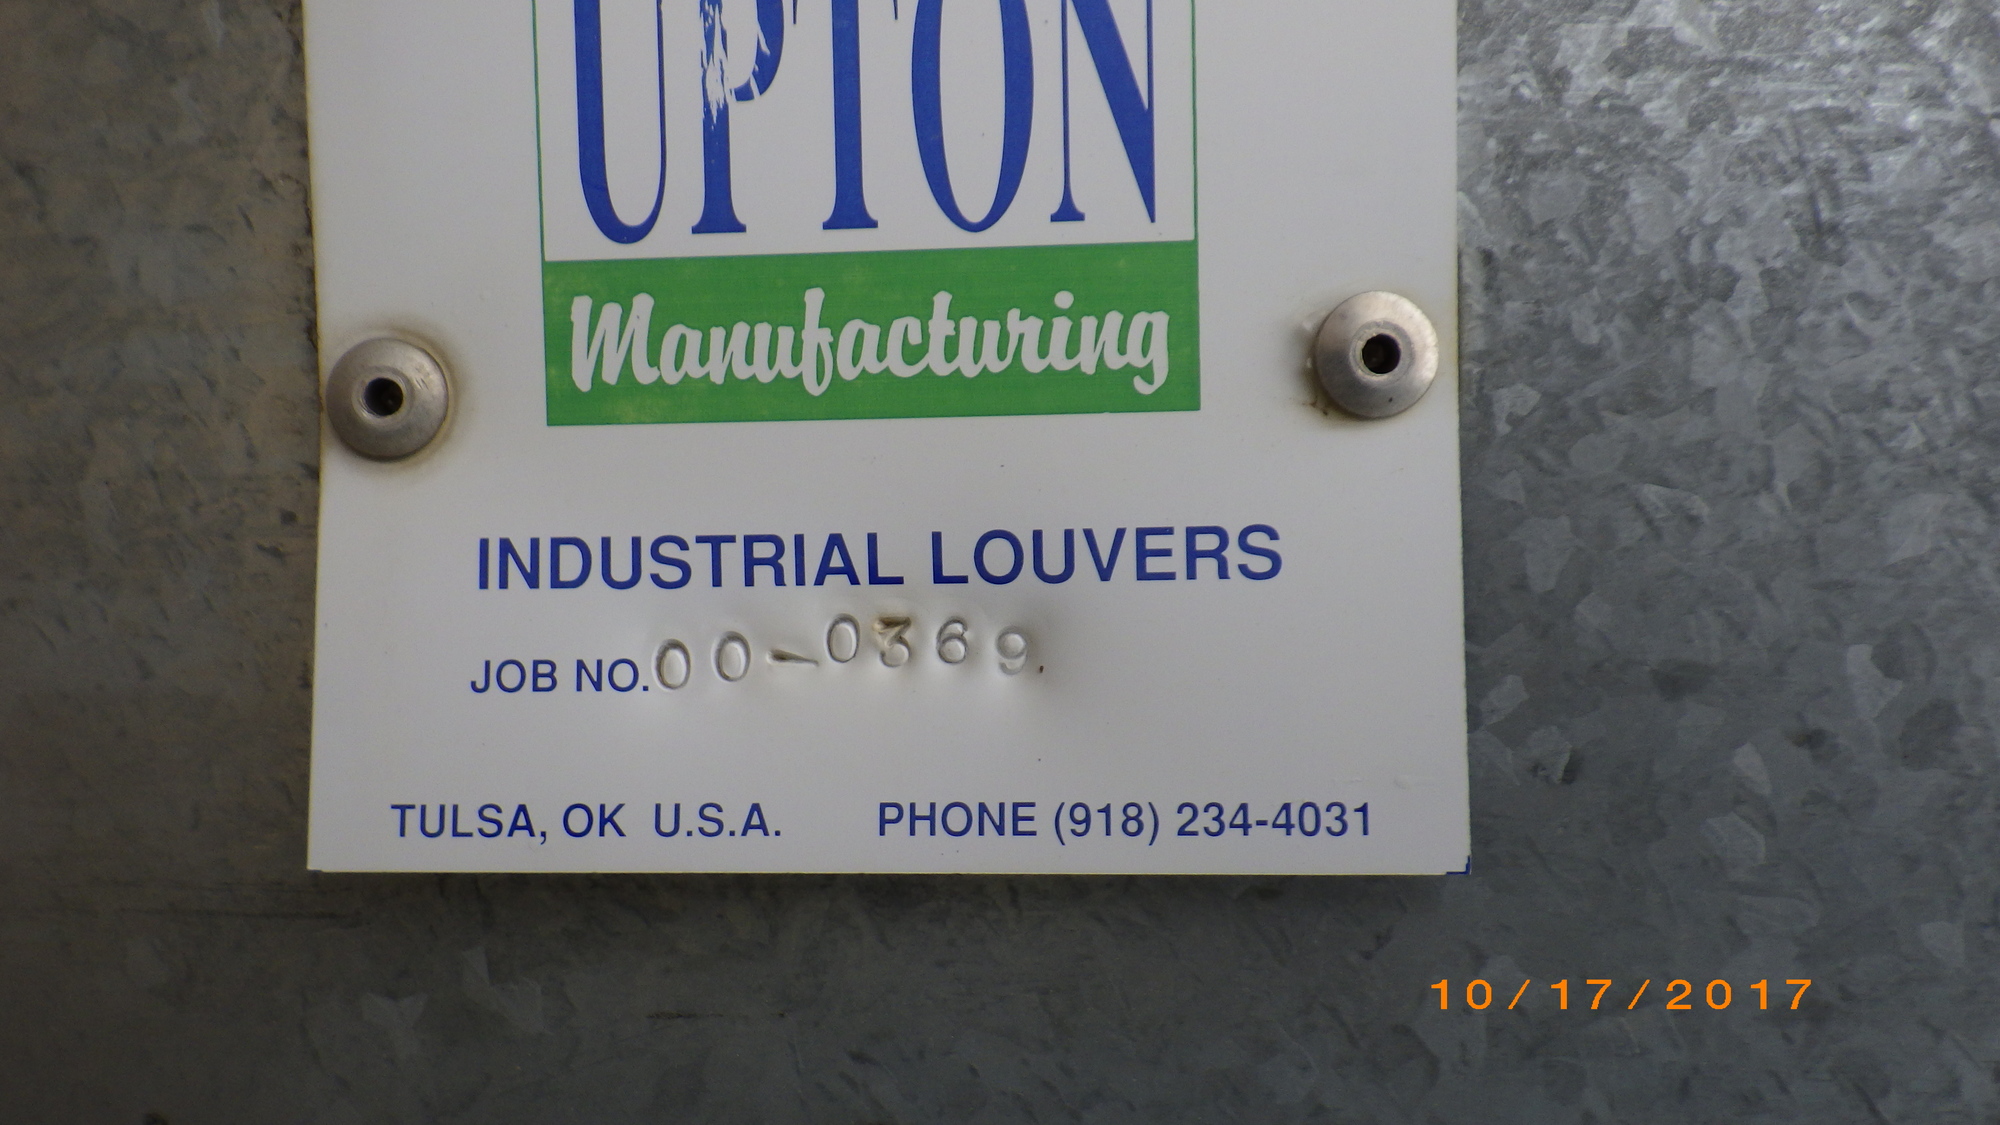 UPTON
Manufacturing
INDUSTRIAL LOUVERS
JOB NO. 00-0369
TULSA, OK U.S.A. PHONE (918) 234-4031
10/17/2017